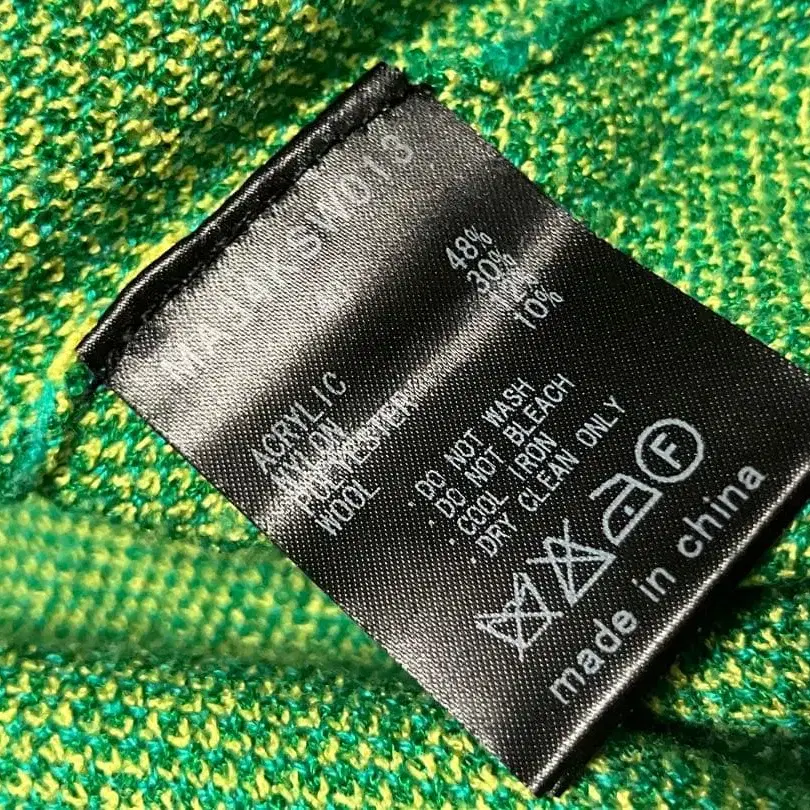 48%
30%
12%
10%
ACRYLIC
NYLON
POLYESTER
WOOL
· DO NOT WASH
· DO NOT BLEACH
· COOL IRON
· DRY CLEAN ONLY
F
made in china